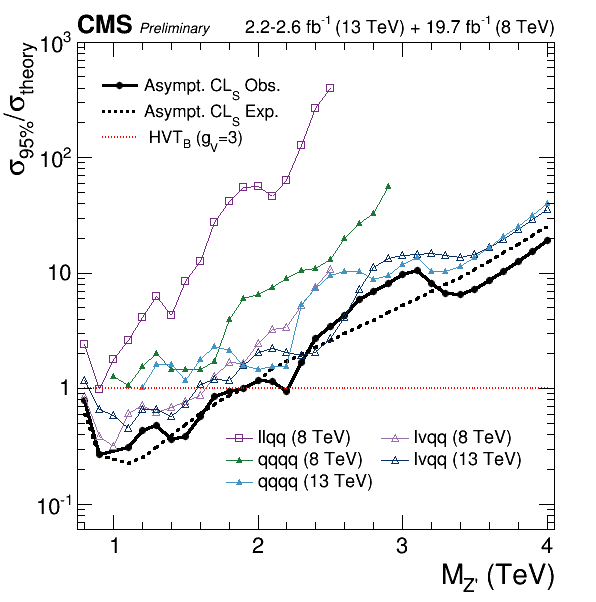 CMS Preliminary 2.2-2.6 fb⁻¹ (13 TeV) + 19.7 fb⁻¹ (8 TeV)
σ95%/σtheory
10³
10²
10
1
10⁻¹
Asympt. CLS Obs.
Asympt. CLS Exp.
HVTB (gV=3)
llqq (8 TeV) lνqq (8 TeV)
qqqq (8 TeV) lνqq (13 TeV)
qqqq (13 TeV)
1 2 3 4
MZ' (TeV)